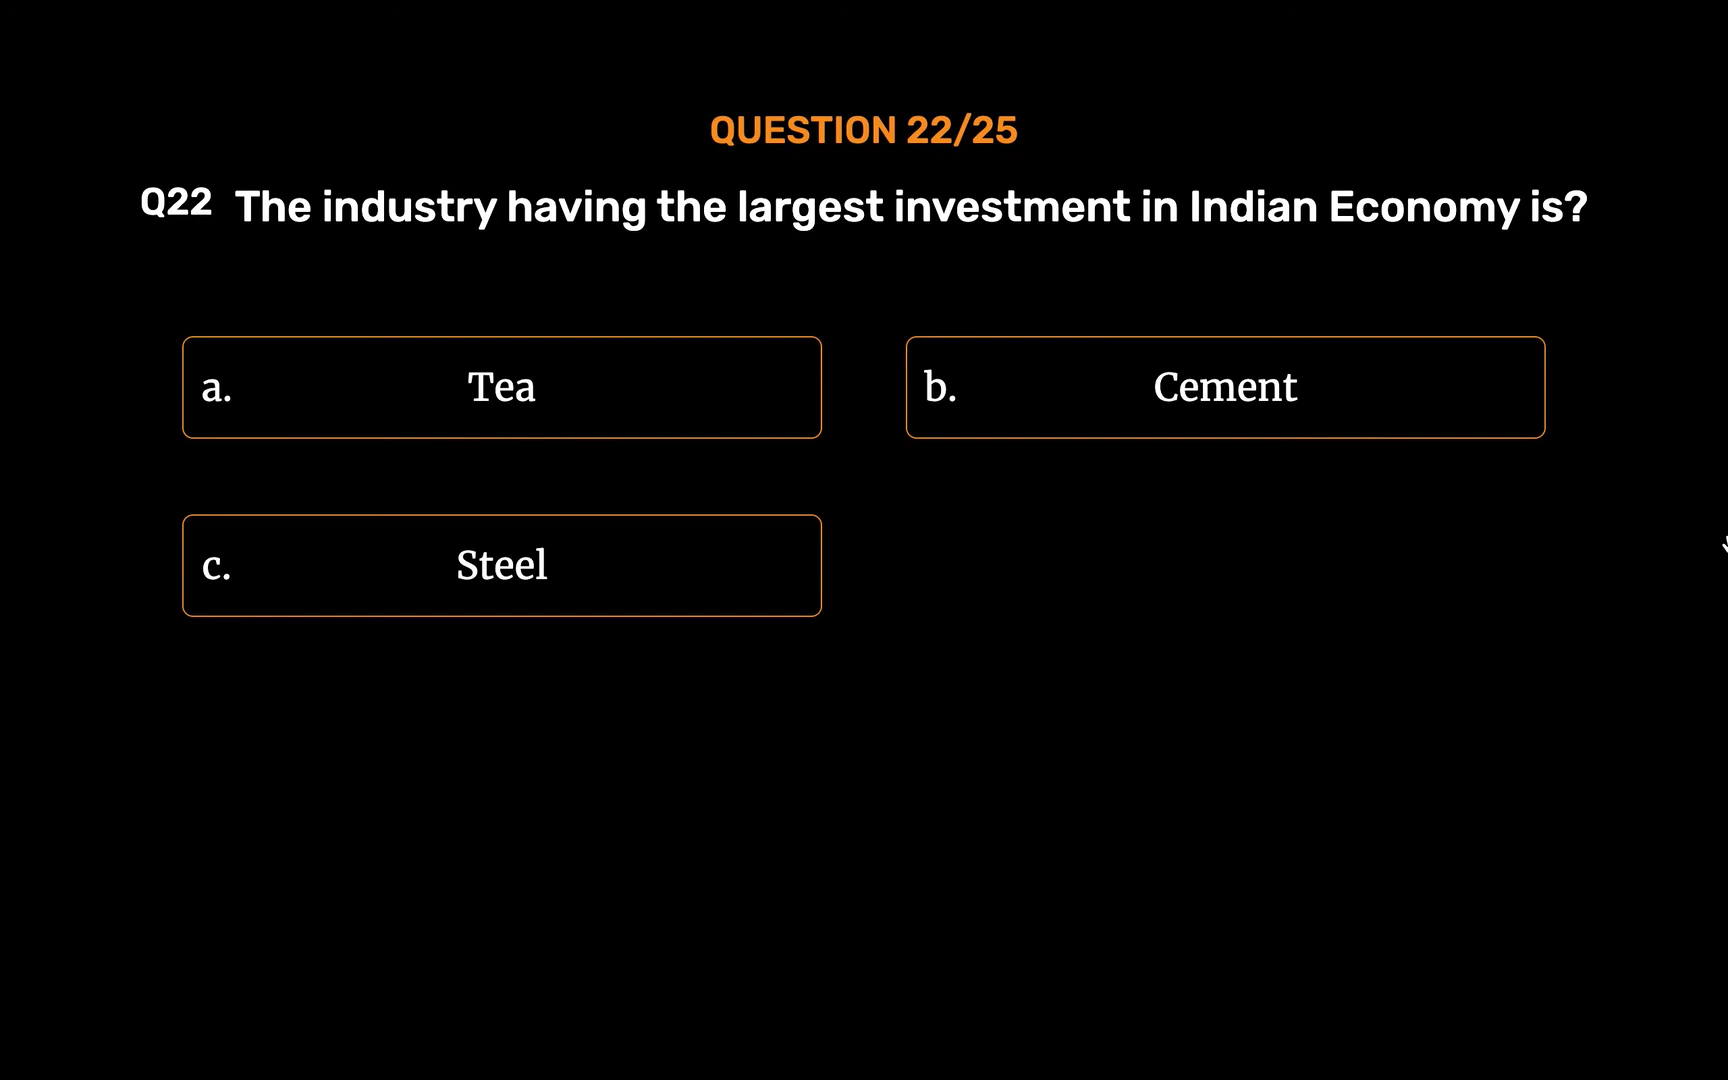 QUESTION 22/25
Q22 The industry having the largest investment in Indian Economy is?
a. Tea
b. Cement
c. Steel